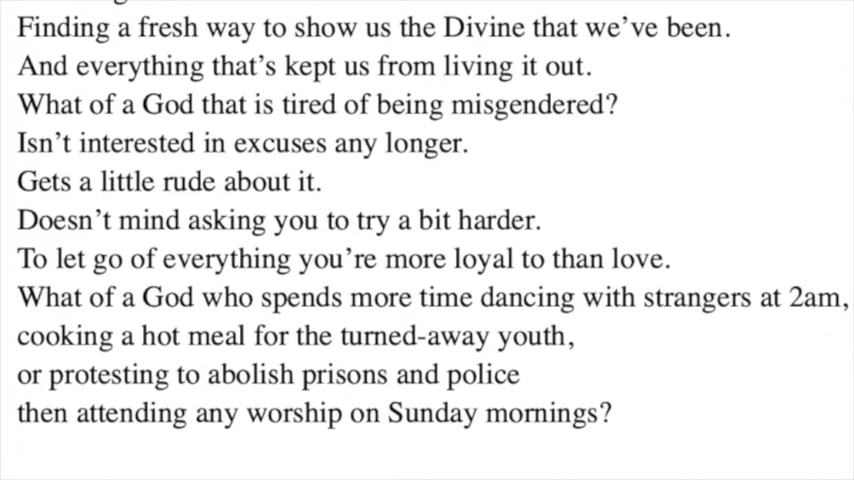 Finding a fresh way to show us the Divine that we’ve been.
And everything that’s kept us from living it out.
What of a God that is tired of being misgendered?
Isn’t interested in excuses any longer.
Gets a little rude about it.
Doesn’t mind asking you to try a bit harder.
To let go of everything you’re more loyal to than love.
What of a God who spends more time dancing with strangers at 2am,
cooking a hot meal for the turned-away youth,
or protesting to abolish prisons and police
then attending any worship on Sunday mornings?